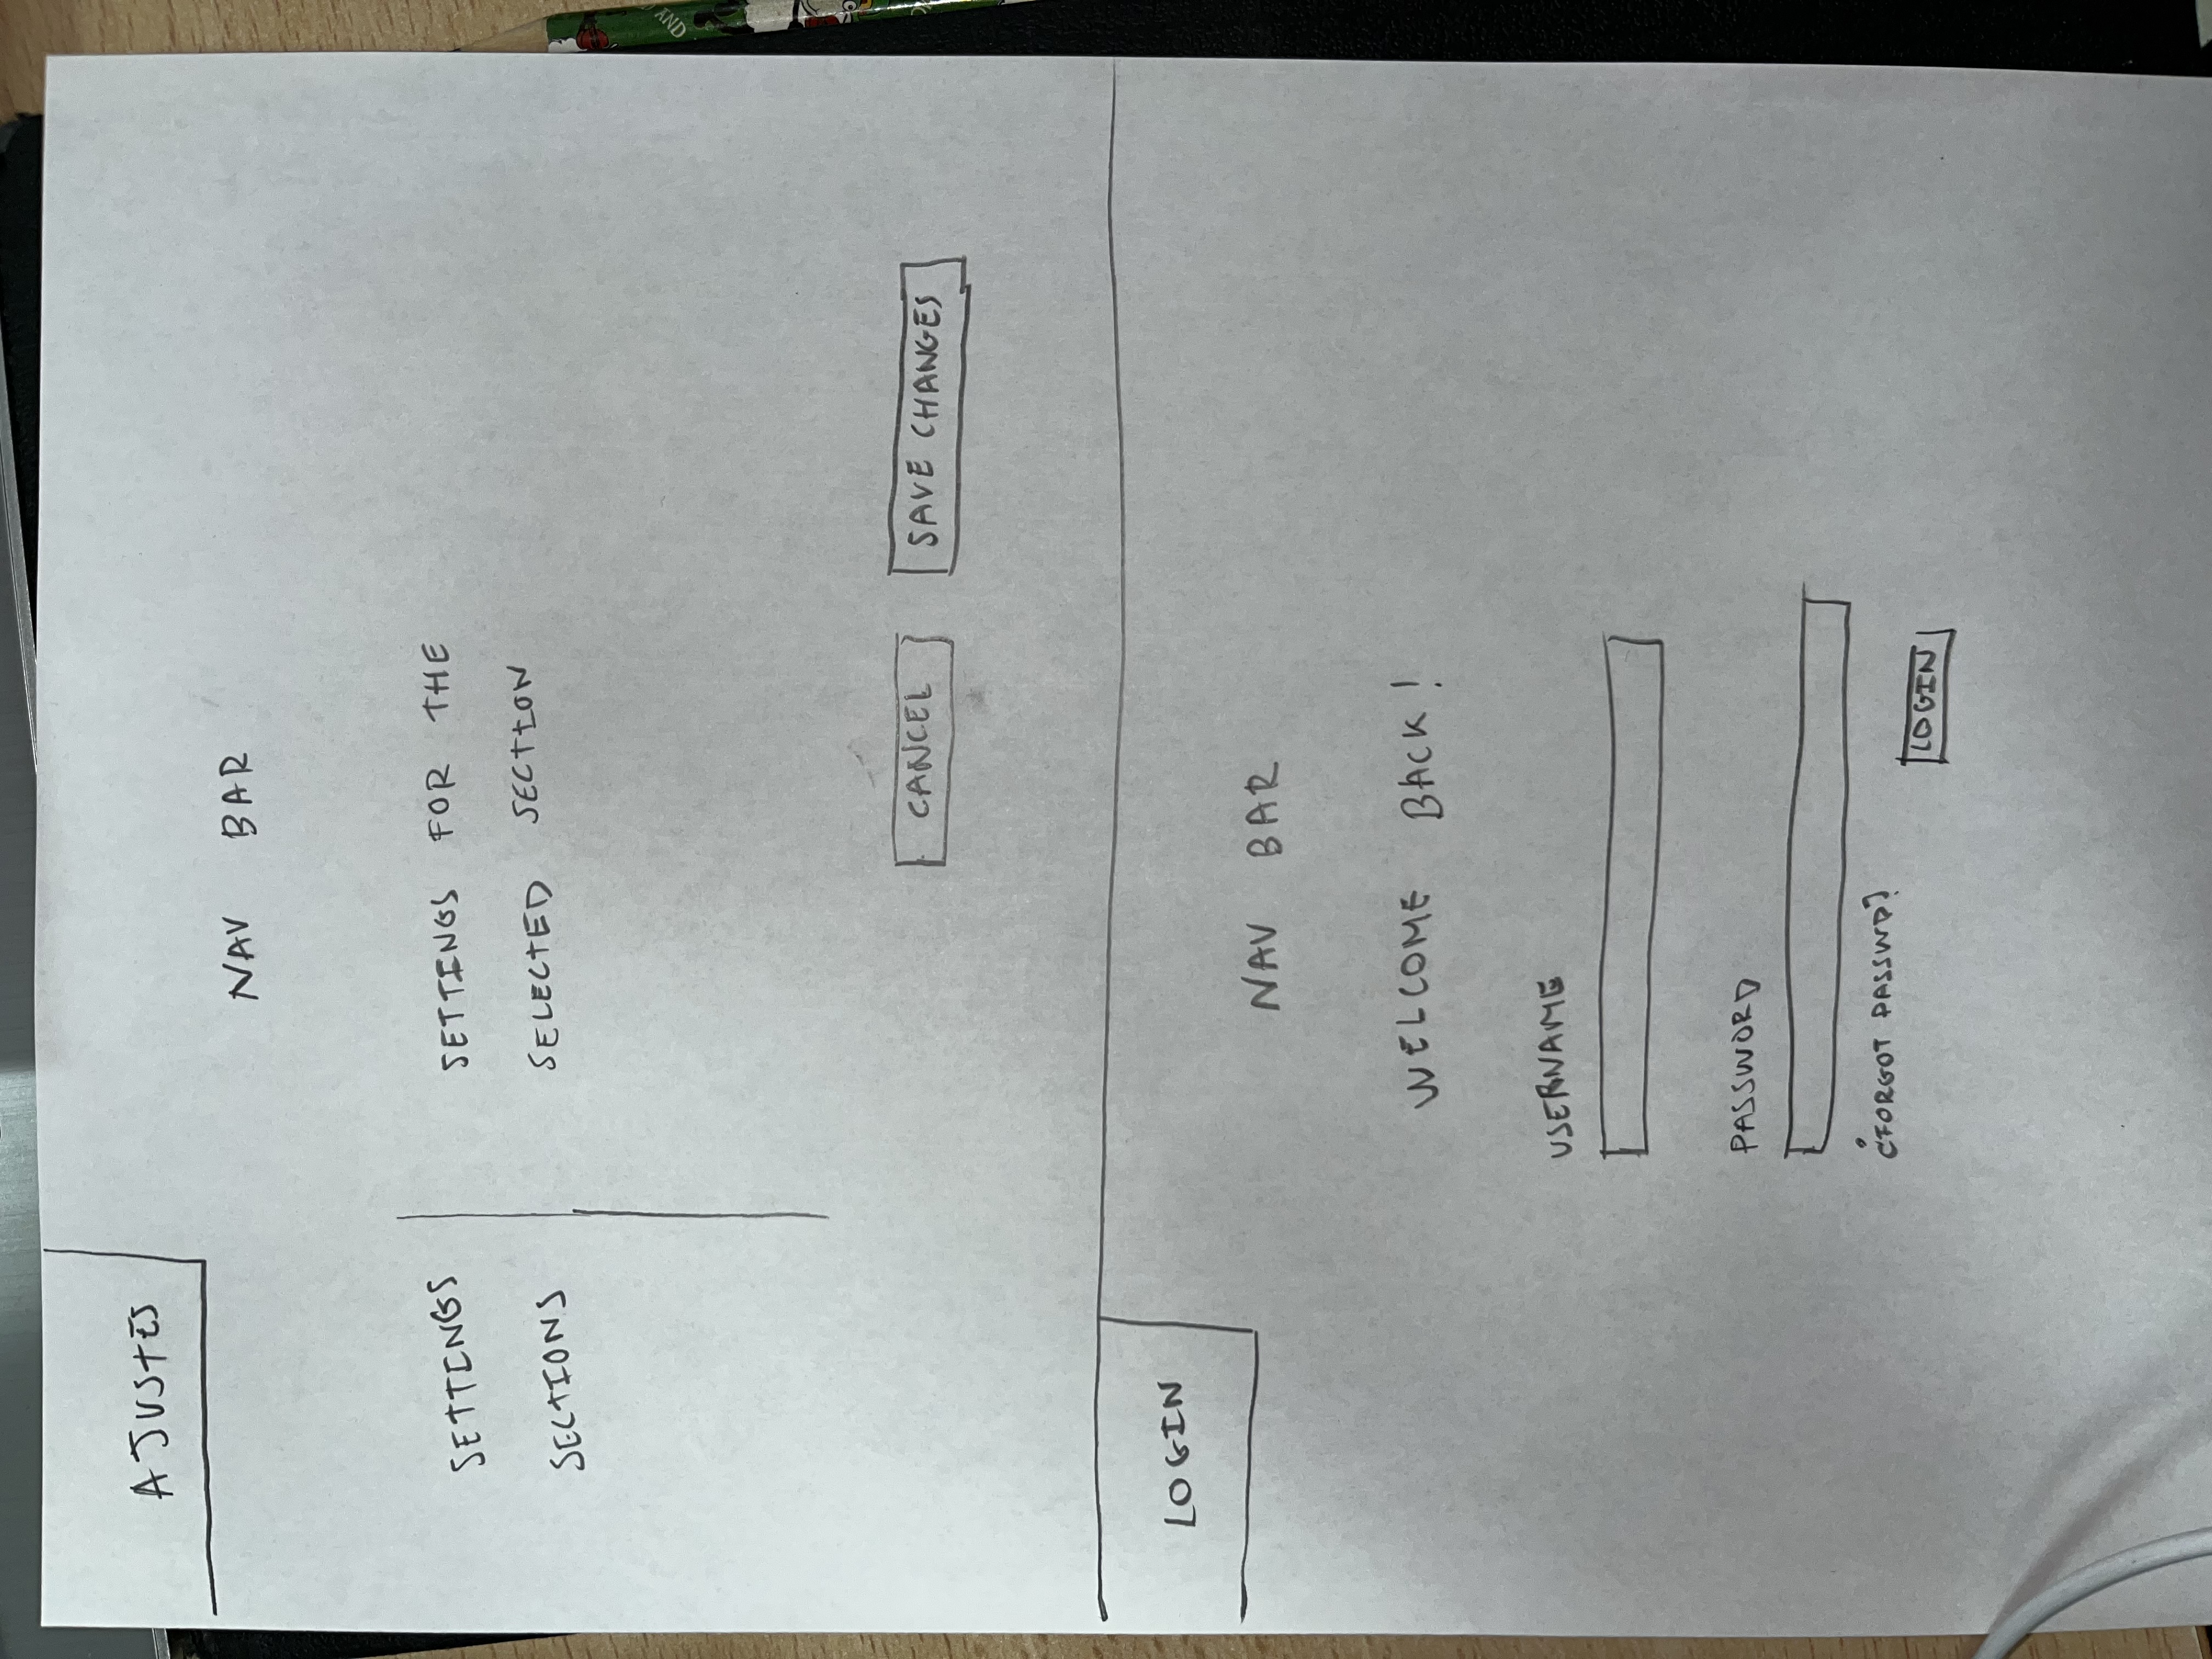 AJUSTES
NAV BAR
SETTINGS
SECTIONS
SETTINGS FOR THE
SELECTED SECTION
CANCEL
SAVE CHANGES
LOGIN
NAV BAR
WELCOME BACK!
USERNAME
PASSWORD
¿FORGOT PASSWD?
LOGIN
AND